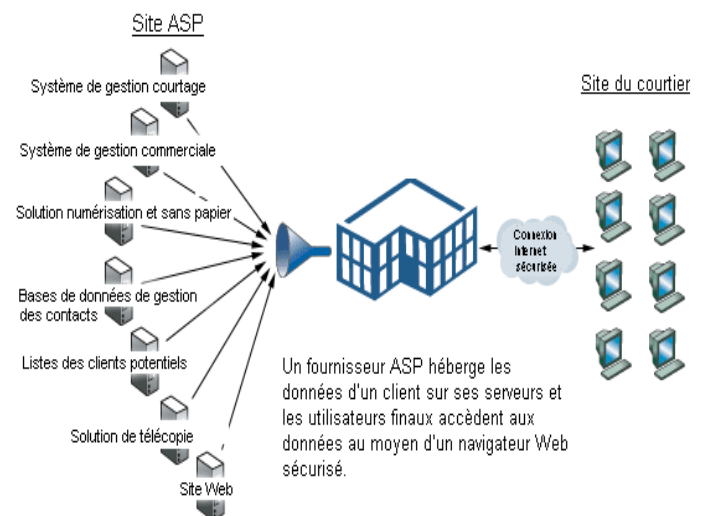 Site ASP
Système de gestion courtage
Système de gestion commerciale
Solution numérisation et sans papier
Bases de données de gestion
des contacts
Listes des clients potentiels
Solution de télécopie
Site Web
Un fournisseur ASP héberge les
données d'un client sur ses serveurs et
les utilisateurs finaux accèdent aux
données au moyen d'un navigateur Web
sécurisé.
Connexion
Internet
sécurisée
Site du courtier